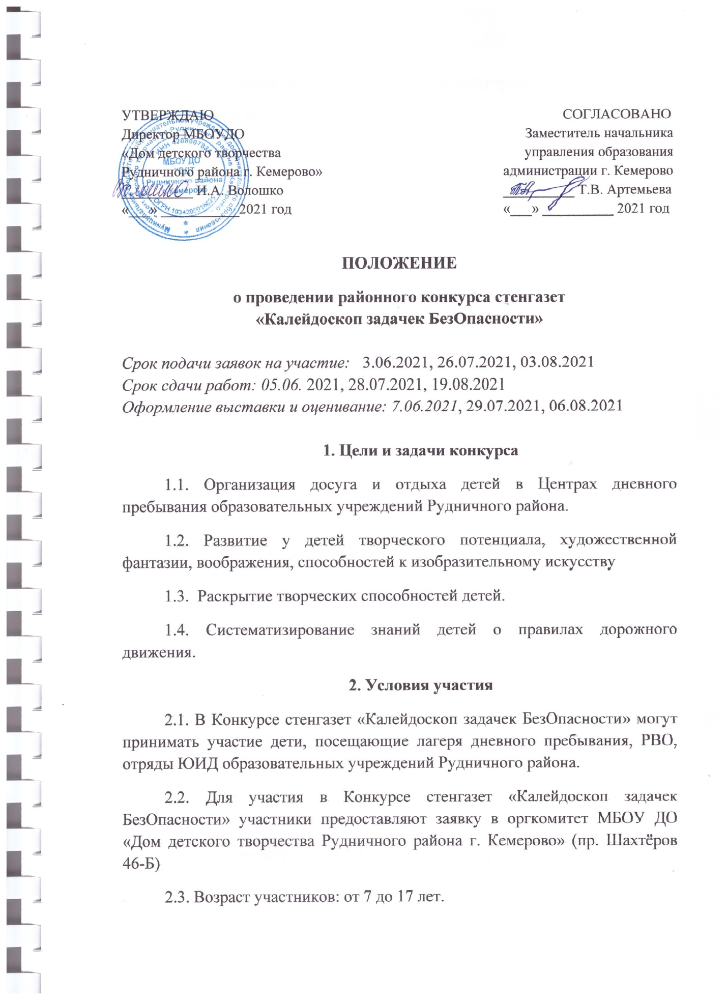 УТВЕРЖДАЮ
Директор МБОУДО
«Дом детского творчества
Рудничного района г. Кемерово»
____________ И.А. Волошко
«___» ___________2021 год
СОГЛАСОВАНО
Заместитель начальника
управления образования
администрации г. Кемерово
__________ Т.В. Артемьева
«___» __________ 2021 год
ИНН 4208007884
МБОУ ДО
"ДДТ
Рудничного района
г. Кемерово
ПОЛОЖЕНИЕ
о проведении районного конкурса стенгазет
«Калейдоскоп задачек БезОпасности»
Срок подачи заявок на участие: 3.06.2021, 26.07.2021, 03.08.2021
Срок сдачи работ: 05.06. 2021, 28.07.2021, 19.08.2021
Оформление выставки и оценивание: 7.06.2021, 29.07.2021, 06.08.2021
1. Цели и задачи конкурса
1.1. Организация досуга и отдыха детей в Центрах дневного
пребывания образовательных учреждений Рудничного района.
1.2. Развитие у детей творческого потенциала, художественной
фантазии, воображения, способностей к изобразительному искусству
1.3. Раскрытие творческих способностей детей.
1.4. Систематизирование знаний детей о правилах дорожного
движения.
2. Условия участия
2.1. В Конкурсе стенгазет «Калейдоскоп задачек БезОпасности» могут
принимать участие дети, посещающие лагеря дневного пребывания, РВО,
отряды ЮИД образовательных учреждений Рудничного района.
2.2. Для участия в Конкурсе стенгазет «Калейдоскоп задачек
БезОпасности» участники предоставляют заявку в оргкомитет МБОУ ДО
«Дом детского творчества Рудничного района г. Кемерово» (пр. Шахтёров
46-Б)
2.3. Возраст участников: от 7 до 17 лет.